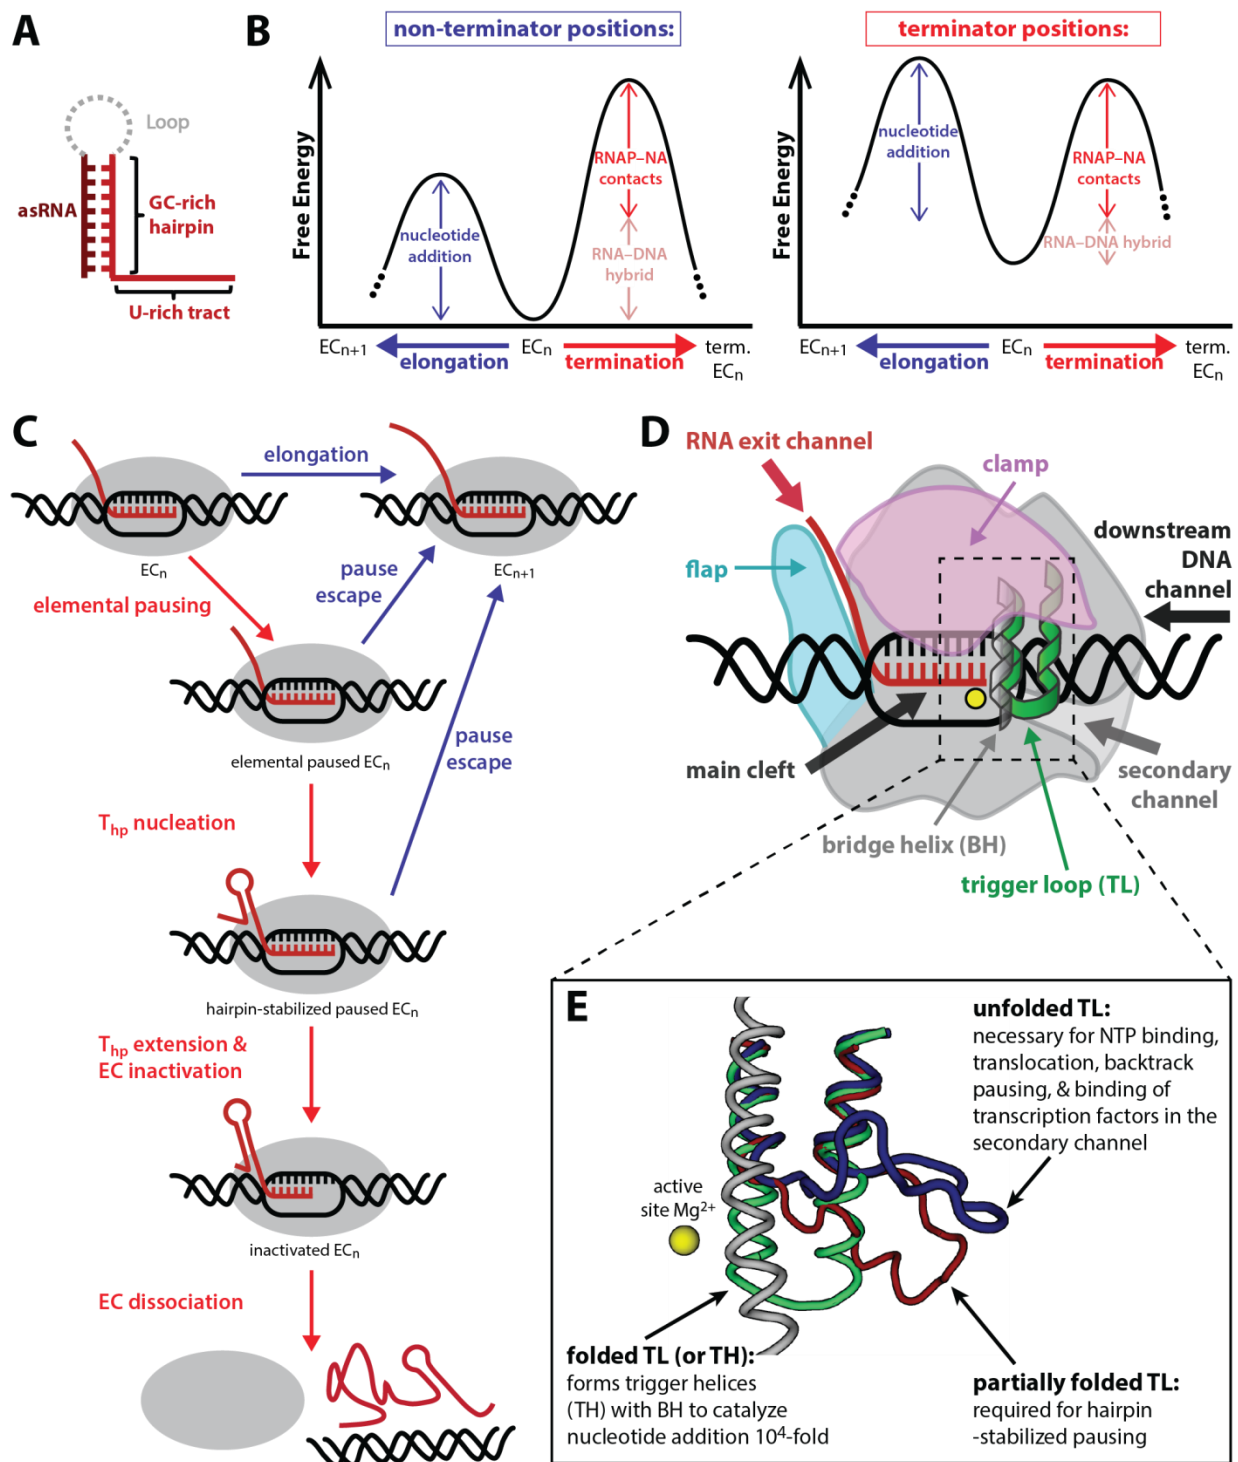 A
Loop
asRNA
GC-rich
hairpin
U-rich tract
B
non-terminator positions:
Free Energy
nucleotide
addition
RNAP–NA
contacts
RNA–DNA
hybrid
ECn+1
elongation
ECn
termination
term.
ECn
terminator positions:
Free Energy
nucleotide
addition
RNAP–NA
contacts
RNA–DNA hybrid
ECn+1
elongation
ECn
termination
term.
ECn
C
elongation
ECn
ECn+1
elemental pausing
pause
escape
elemental paused ECn
pause
escape
Thp nucleation
hairpin-stabilized paused ECn
Thp extension &
EC inactivation
inactivated ECn
EC dissociation
D
RNA exit channel
clamp
flap
downstream
DNA
channel
main cleft
secondary
channel
bridge helix (BH)
trigger loop (TL)
E
unfolded TL:
necessary for NTP binding,
translocation, backtrack
pausing, & binding of
transcription factors in the
secondary channel
active
site Mg2+
folded TL (or TH):
forms trigger helices
(TH) with BH to catalyze
nucleotide addition 10⁴-fold
partially folded TL:
required for hairpin
-stabilized pausing